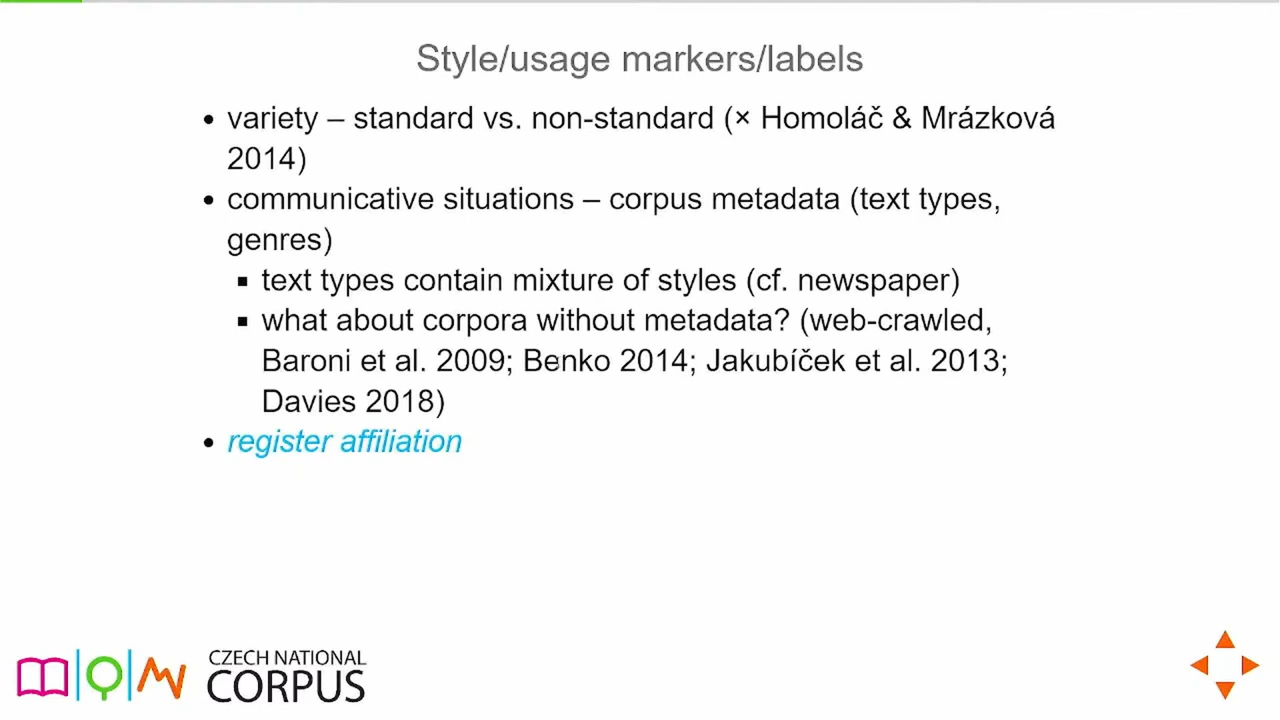 Style/usage markers/labels
• variety – standard vs. non-standard (× Homoláč & Mrázková
2014)
• communicative situations – corpus metadata (text types,
genres)
▪ text types contain mixture of styles (cf. newspaper)
▪ what about corpora without metadata? (web-crawled,
Baroni et al. 2009; Benko 2014; Jakubíček et al. 2013;
Davies 2018)
• register affiliation
CZECH NATIONAL
CORPUS